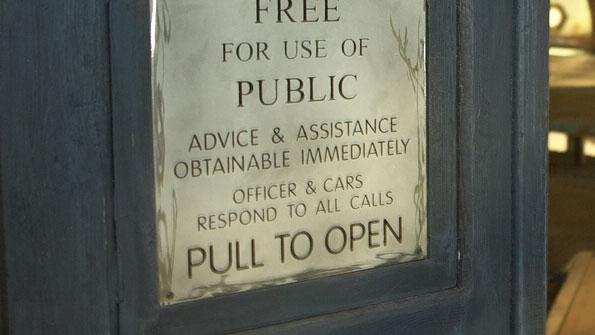 FREE
FOR USE OF
PUBLIC
ADVICE & ASSISTANCE
OBTAINABLE IMMEDIATELY
OFFICER & CARS
RESPOND TO ALL CALLS
PULL TO OPEN